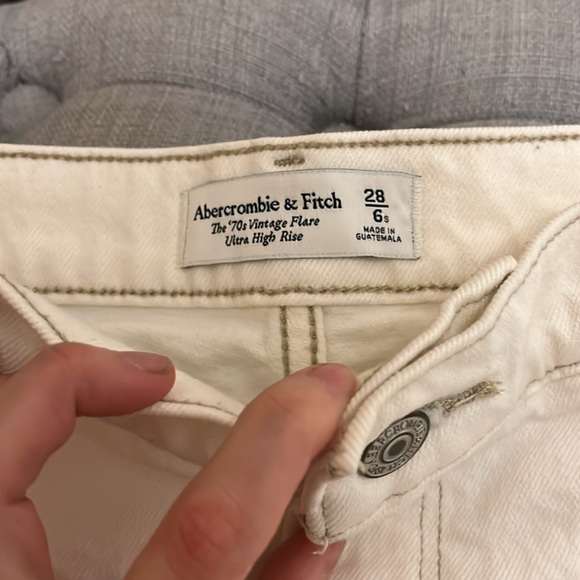 Abercrombie & Fitch
The '70s Vintage Flare
Ultra High Rise
28
6s
MADE IN
GUATEMALA